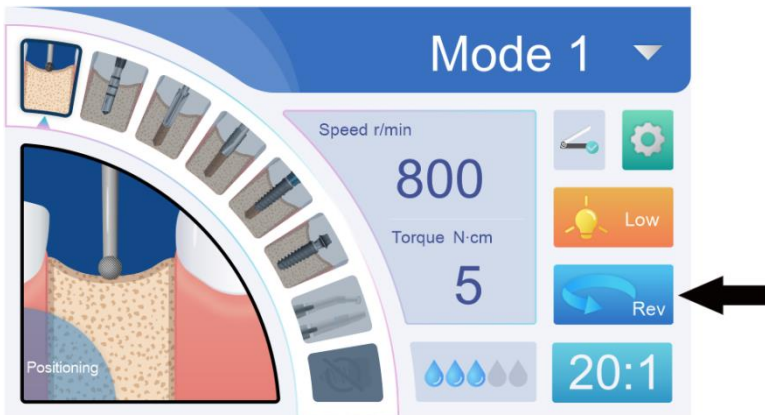 Mode 1
Speed r/min
800
Torque N·cm
5
Low
Rev
20:1
Positioning